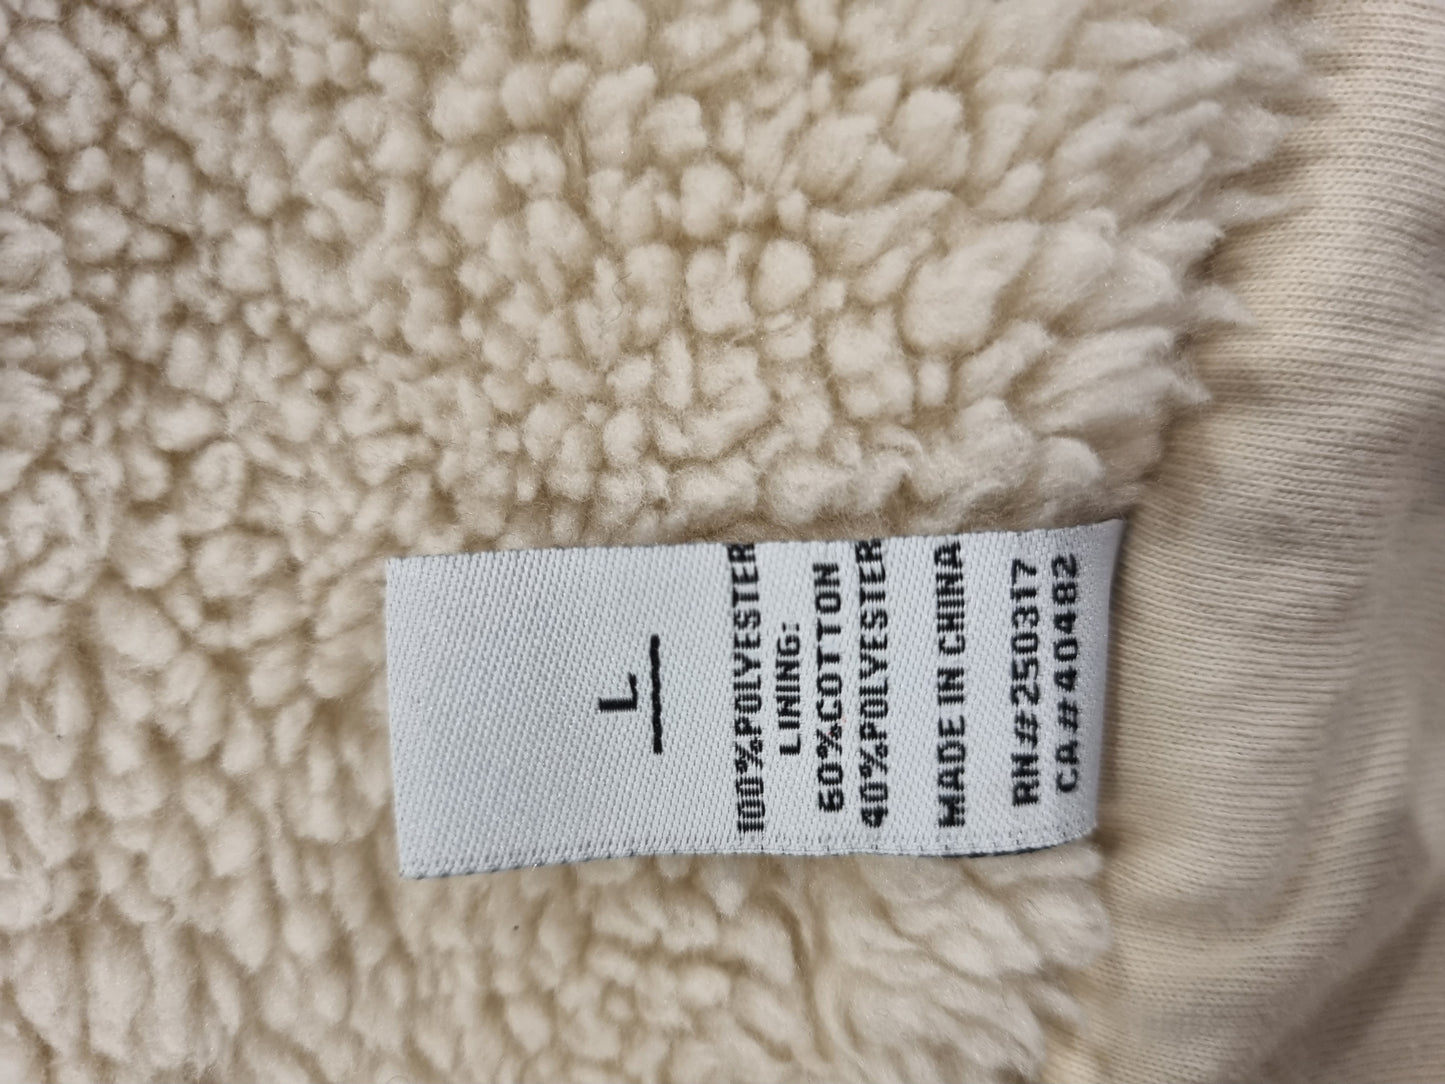 L
100%POLYESTER
LINING:
60%COTTON
40%POLYESTER
MADE IN CHINA
RN#250317
CA#40482